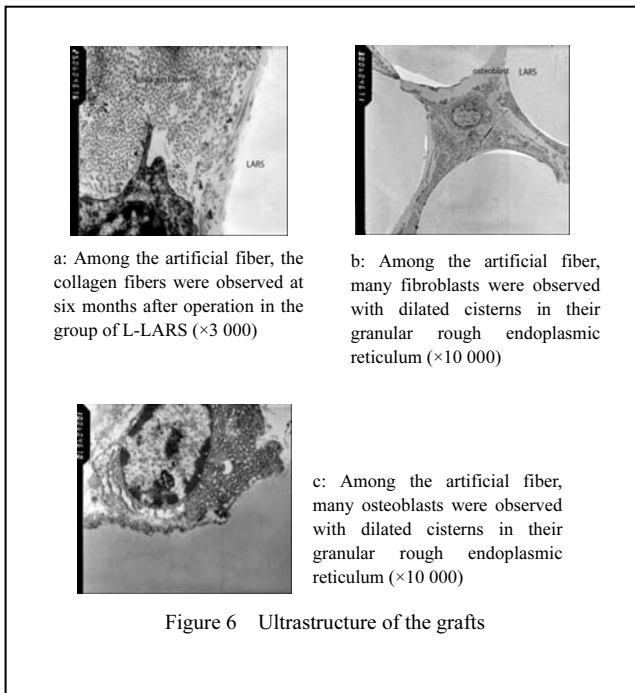 LARS
osteoblast
LARS
a: Among the artificial fiber, the
collagen fibers were observed at
six months after operation in the
group of L-LARS (×3 000)
b: Among the artificial fiber,
many fibroblasts were observed
with dilated cisterns in their
granular rough endoplasmic
reticulum (×10 000)
c: Among the artificial fiber,
many osteoblasts were observed
with dilated cisterns in their
granular rough endoplasmic
reticulum (×10 000)
Figure 6 Ultrastructure of the grafts